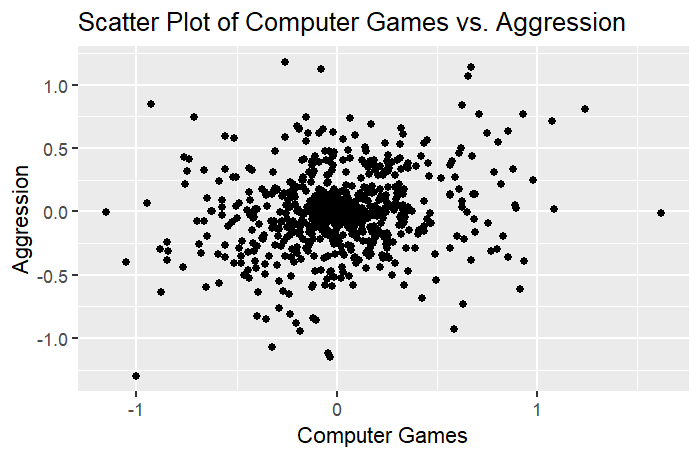 Scatter Plot of Computer Games vs. Aggression
Aggression
1.0
0.5
0.0
-0.5
-1.0
-1 0 1
Computer Games